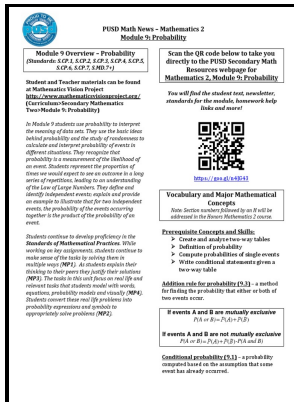 PUSD Math News – Mathematics 2
Module 9: Probability
Module 9 Overview – Probability
(Standards: S.CP.1, S.CP.2, S.CP.3, S.CP.4, S.CP.5,
S.CP.6, S.CP.7, S.MD.7+)
Student and Teacher materials can be
found at
Mathematics Vision Project
http://www.mathematicsvisionproject.org/
(Curriculum>Secondary Mathematics
Two>Module 9: Probability)
In Module 9 students use probability to interpret
the meaning of data sets. They use the basic ideas
behind probability and the study of randomness to
calculate and interpret probability of events in
different situations. They recognize that
probability is a measurement of the likelihood of
an event. Students represent the proportion of
times we would expect to see an outcome in a long
series of repetitions, leading to an understanding
of the Law of Large Numbers. They define and
identify independent events; explain and provide
an example to illustrate that for two independent
events, the probability of the events occurring
together is the product of the probability of an
event.
Students continue to develop proficiency in the
Standards of Mathematical Practices. While
working on key assignments, students continue to
make sense of the tasks by solving them in
multiple ways (MP1). As students explain their
thinking to their peers they justify their solutions
(MP3). The tasks in this unit focus on real life and
relevant tasks that students model with words,
equations, probability models and visually (MP4).
Students convert these real life problems into
probability expressions and symbols to
appropriately solve problems (MP2).
Scan the QR code below to take you
directly to the PUSD Secondary Math
Resources webpage for
Mathematics 2, Module 9: Probability
You will find the student text, newsletter,
standards for the module, homework help
links and more!
Vocabulary and Major Mathematical
Concepts
Note: Section numbers followed by an H will be
addressed in the Honors Mathematics 2 course.
Prerequisite Concepts and Skills:
➤ Create and analyze two-way tables
➤ Definition of probability
➤ Compute probabilities of single events
➤ Write conditional statements given a
two-way table
Addition rule for probability (9.3) – a method
for finding the probability that either or both of
two events occur.
If events A and B are mutually exclusive
P(A or B)=P(A)+P(B)
If events A and B are not mutually exclusive
P(A or B)=P(A)+P(B)-P(A and B)
Conditional probability (9.1) – a probability
computed based on the assumption that some
event has already occurred.